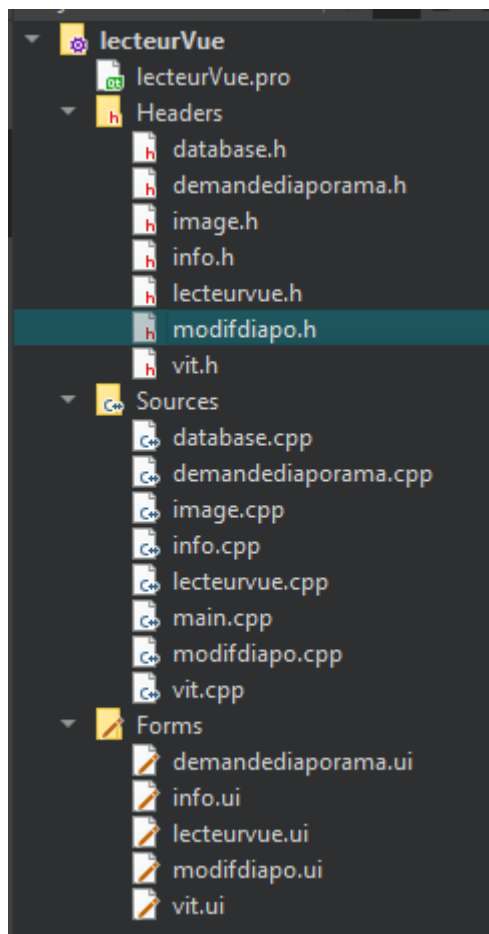 lecteurVue
lecteurVue.pro
Headers
database.h
demandediaporama.h
image.h
info.h
lecteurvue.h
modifdiapo.h
vit.h
Sources
database.cpp
demandediaporama.cpp
image.cpp
info.cpp
lecteurvue.cpp
main.cpp
modifdiapo.cpp
vit.cpp
Forms
demandediaporama.ui
info.ui
lecteurvue.ui
modifdiapo.ui
vit.ui